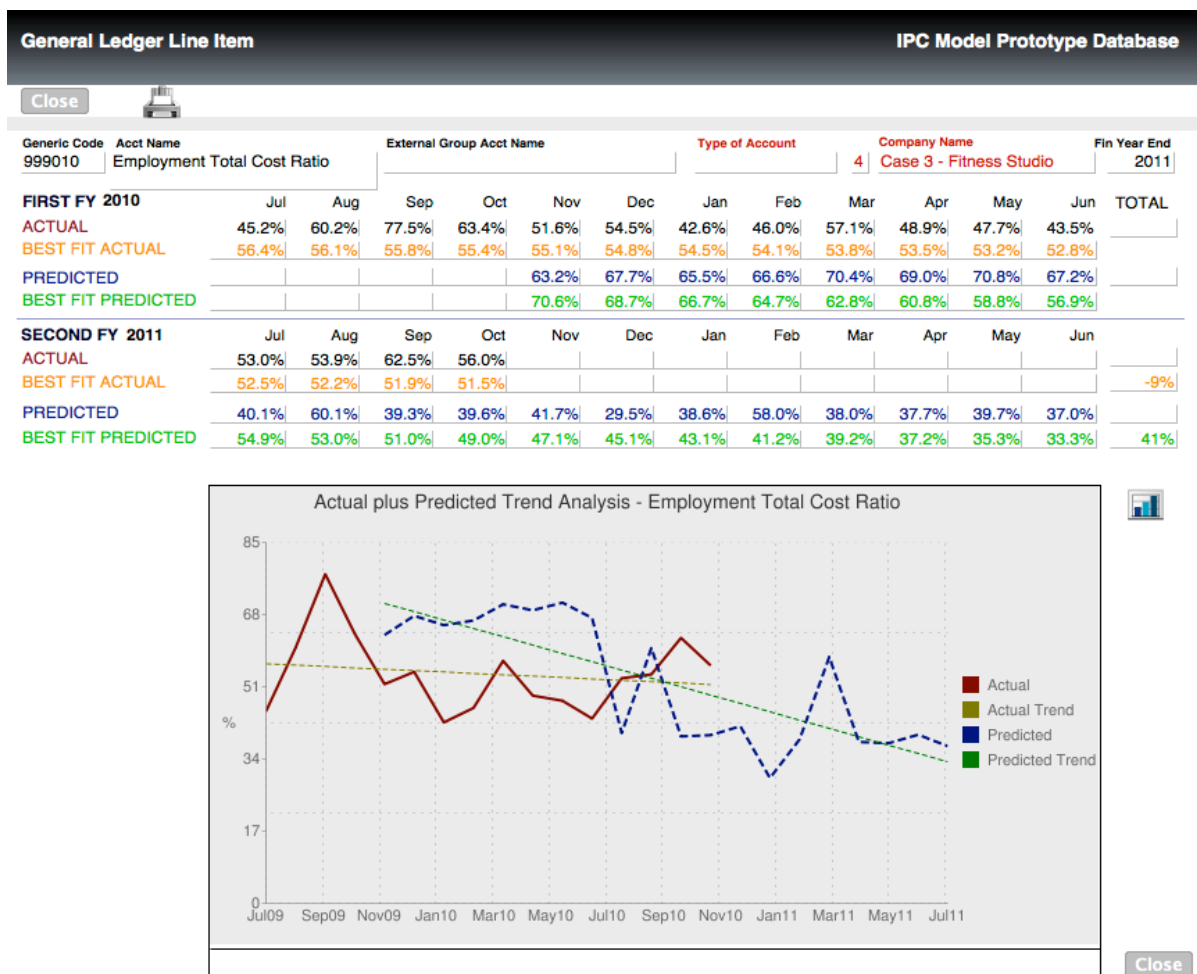 General Ledger Line Item IPC Model Prototype Database
Close
Generic Code Acct Name External Group Acct Name Type of Account Company Name Fin Year End
999010 Employment Total Cost Ratio 4 Case 3 - Fitness Studio 2011
FIRST FY 2010 Jul Aug Sep Oct Nov Dec Jan Feb Mar Apr May Jun TOTAL
ACTUAL 45.2% 60.2% 77.5% 63.4% 51.6% 54.5% 42.6% 46.0% 57.1% 48.9% 47.7% 43.5%
BEST FIT ACTUAL 56.4% 56.1% 55.8% 55.4% 55.1% 54.8% 54.5% 54.1% 53.8% 53.5% 53.2% 52.8%
PREDICTED 63.2% 67.7% 65.5% 66.6% 70.4% 69.0% 70.8% 67.2%
BEST FIT PREDICTED 70.6% 68.7% 66.7% 64.7% 62.8% 60.8% 58.8% 56.9%
SECOND FY 2011 Jul Aug Sep Oct Nov Dec Jan Feb Mar Apr May Jun
ACTUAL 53.0% 53.9% 62.5% 56.0%
BEST FIT ACTUAL 52.5% 52.2% 51.9% 51.5% -9%
PREDICTED 40.1% 60.1% 39.3% 39.6% 41.7% 29.5% 38.6% 58.0% 38.0% 37.7% 39.7% 37.0%
BEST FIT PREDICTED 54.9% 53.0% 51.0% 49.0% 47.1% 45.1% 43.1% 41.2% 39.2% 37.2% 35.3% 33.3% 41%
Actual plus Predicted Trend Analysis - Employment Total Cost Ratio
85
68
51
%
34
17
0
Jul09 Sep09 Nov09 Jan10 Mar10 May10 Jul10 Sep10 Nov10 Jan11 Mar11 May11 Jul11
Actual
Actual Trend
Predicted
Predicted Trend
Close